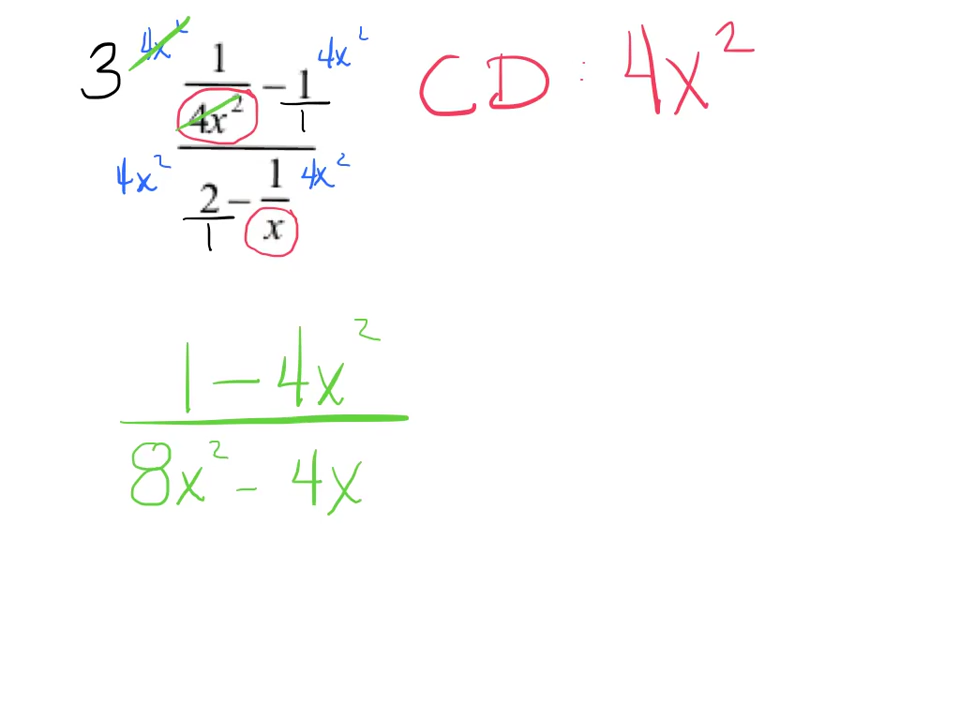 3 4x² 1/4x² − 1/1 4x²
4x² 2/1 − 1/x 4x²
CD : 4x²
1 − 4x²
8x² - 4x